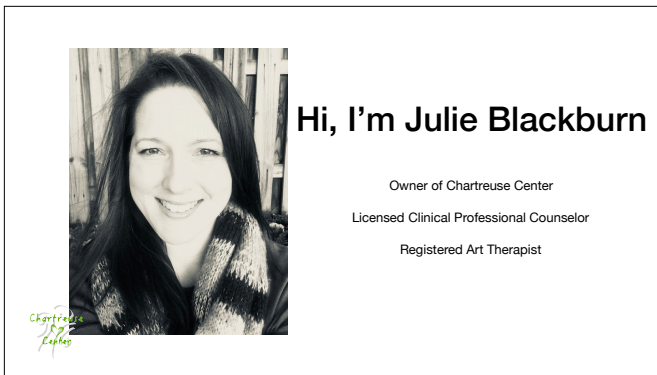 Hi, I’m Julie Blackburn
Owner of Chartreuse Center
Licensed Clinical Professional Counselor
Registered Art Therapist
Chartreuse
Center